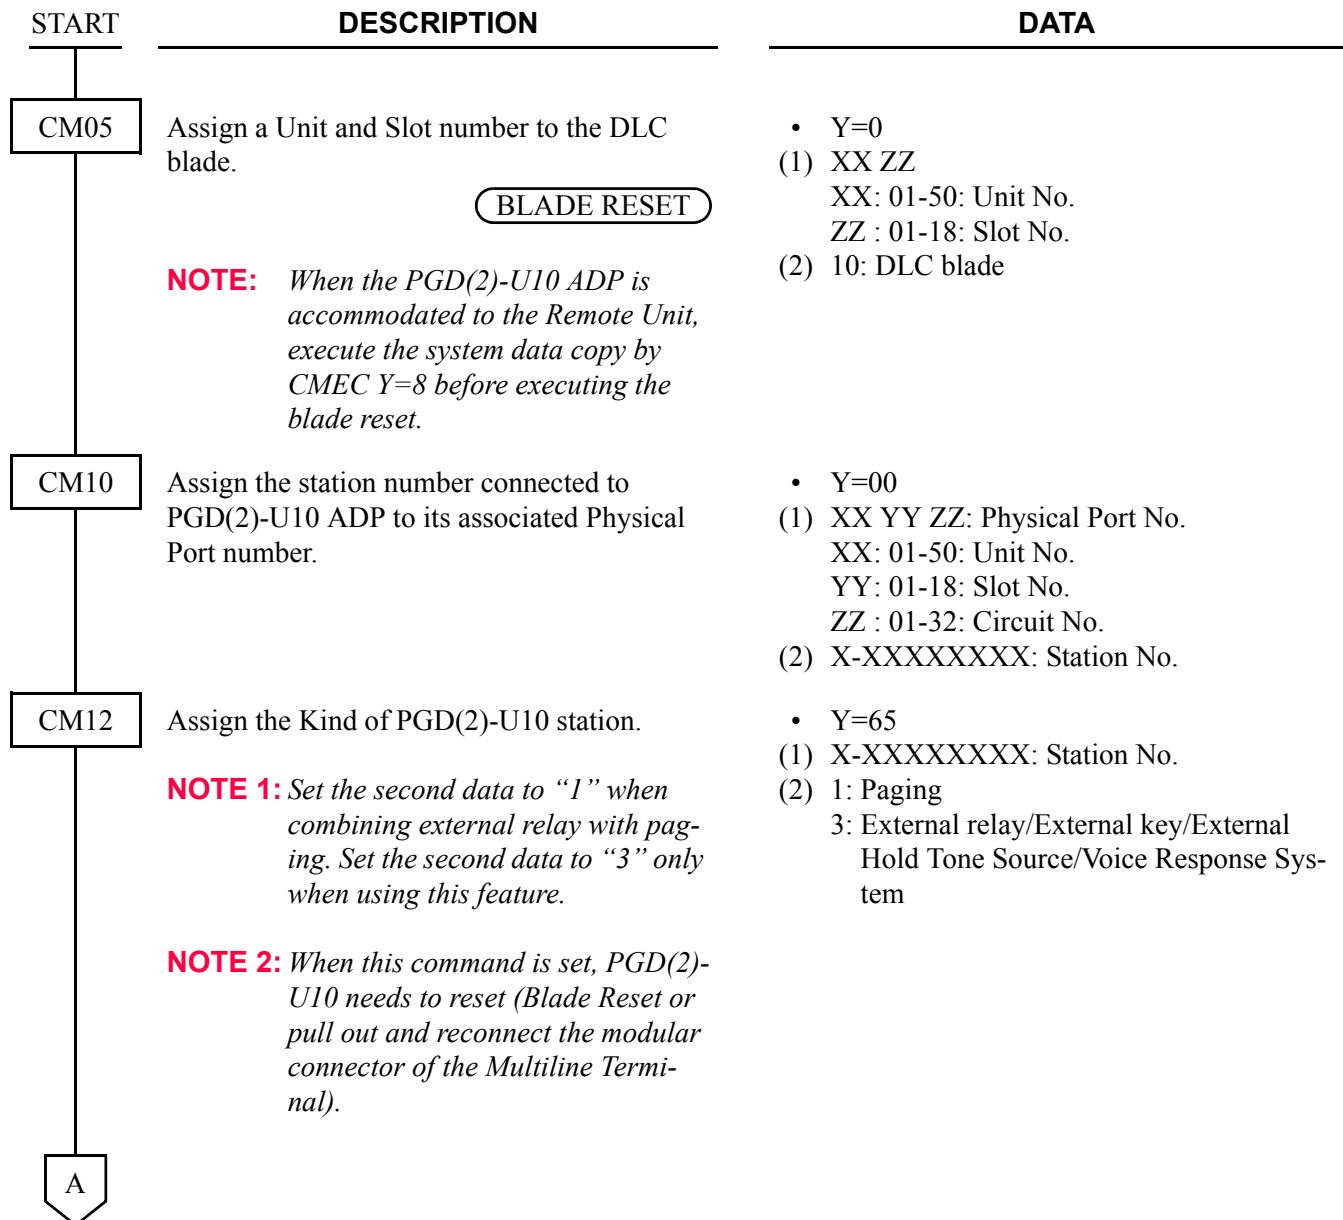 START
DESCRIPTION
DATA
CM05
Assign a Unit and Slot number to the DLC
blade.
BLADE RESET
NOTE: When the PGD(2)-U10 ADP is
accommodated to the Remote Unit,
execute the system data copy by
CMEC Y=8 before executing the
blade reset.
• Y=0
(1) XX ZZ
XX: 01-50: Unit No.
ZZ : 01-18: Slot No.
(2) 10: DLC blade
CM10
Assign the station number connected to
PGD(2)-U10 ADP to its associated Physical
Port number.
• Y=00
(1) XX YY ZZ: Physical Port No.
XX: 01-50: Unit No.
YY: 01-18: Slot No.
ZZ : 01-32: Circuit No.
(2) X-XXXXXXXX: Station No.
CM12
Assign the Kind of PGD(2)-U10 station.
NOTE 1: Set the second data to “1” when
combining external relay with pag-
ing. Set the second data to “3” only
when using this feature.
NOTE 2: When this command is set, PGD(2)-
U10 needs to reset (Blade Reset or
pull out and reconnect the modular
connector of the Multiline Termi-
nal).
• Y=65
(1) X-XXXXXXXX: Station No.
(2) 1: Paging
3: External relay/External key/External
Hold Tone Source/Voice Response Sys-
tem
A